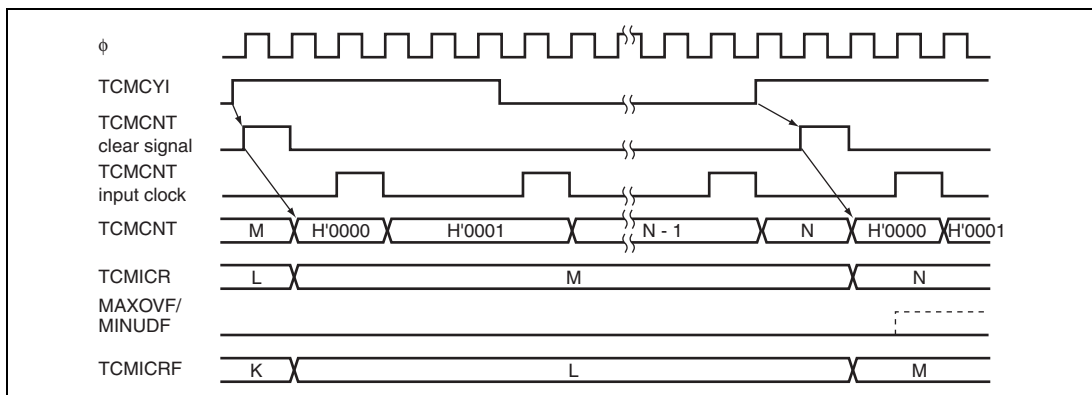 ϕ
TCMCYI
TCMCNT
clear signal
TCMCNT
input clock
TCMCNT M H'0000 H'0001 N - 1 N H'0000 H'0001
TCMICR L M N
MAXOVF/
MINUDF
TCMICRF K L M